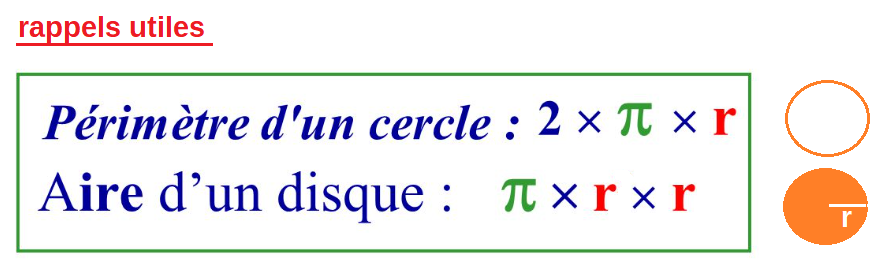 rappels utiles
Périmètre d'un cercle : 2 × π × r
Aire d’un disque : π × r × r
r